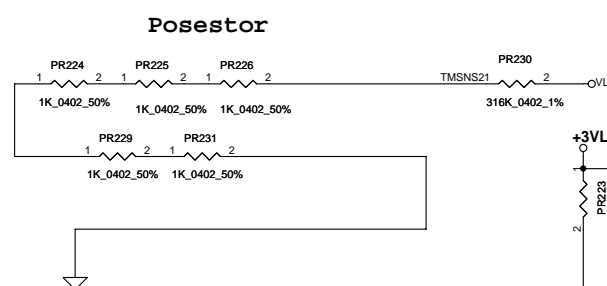 Posestor
PR224
PR225
PR226
PR230
1 2 1 2 1 2 TMSNS21 2 VL
1K_0402_50%
1K_0402_50%
1K_0402_50%
316K_0402_1%
PR229
PR231
+3VL
1 2 1 2
1
1K_0402_50%
1K_0402_50%
PR223
2